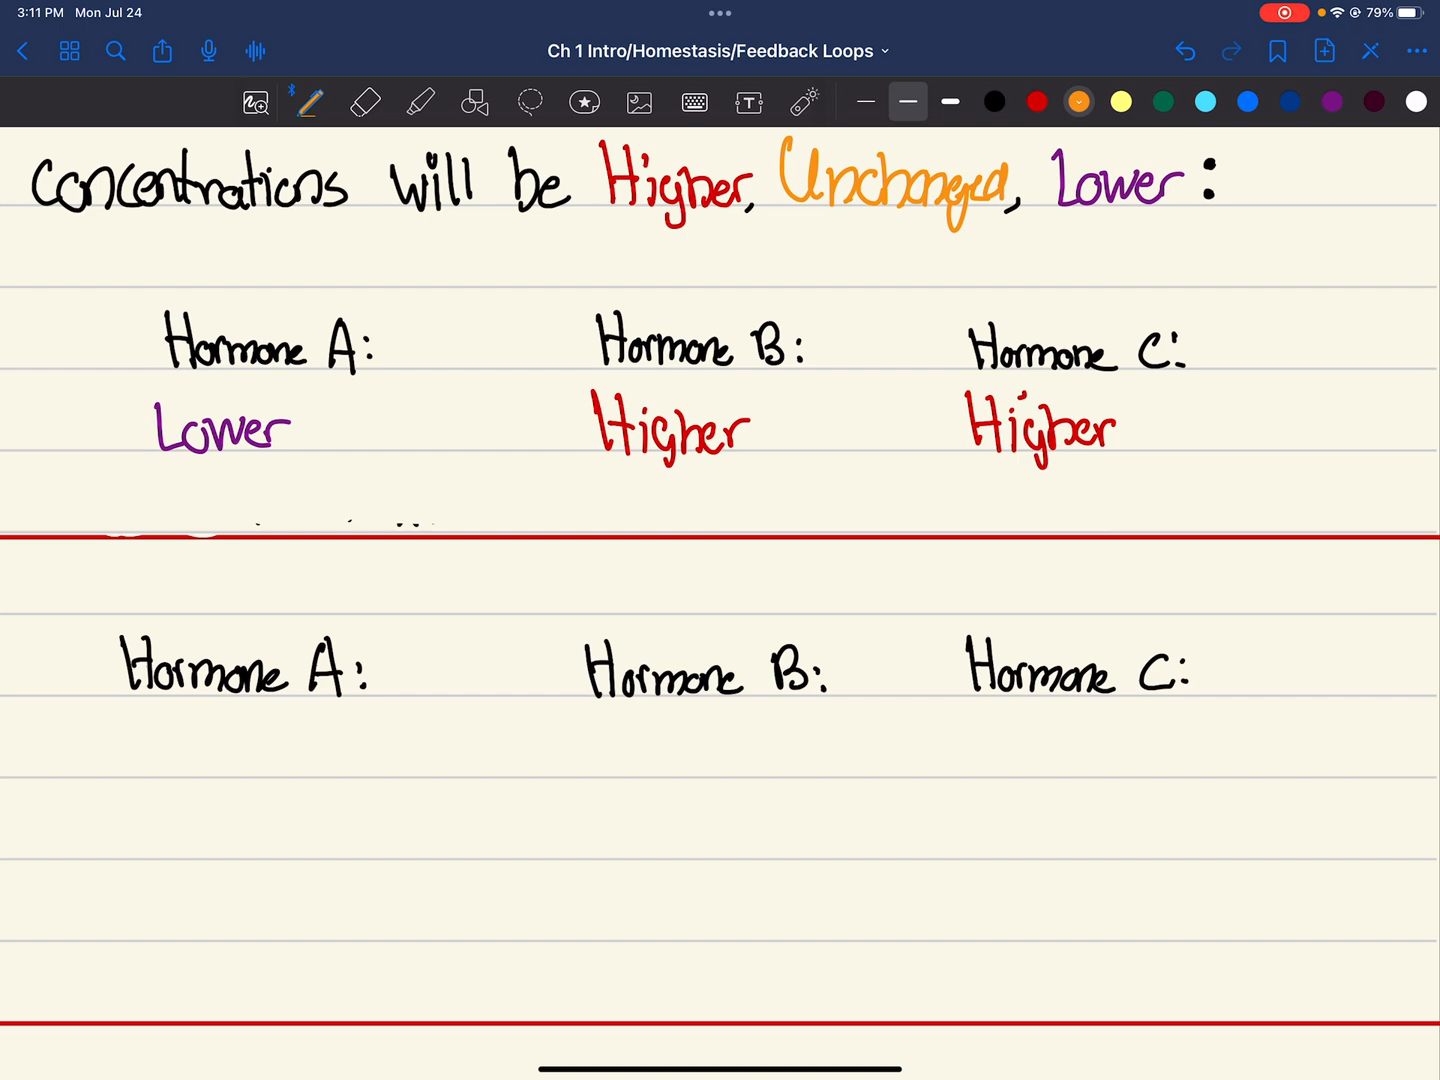 3:11 PM Mon Jul 24
79%
Ch 1 Intro/Homestasis/Feedback Loops
Concentrations will be Higher, Unchanged, Lower:
Hormone A: Hormone B: Hormone C:
Lower Higher Higher
Hormone A: Hormone B: Hormone C: